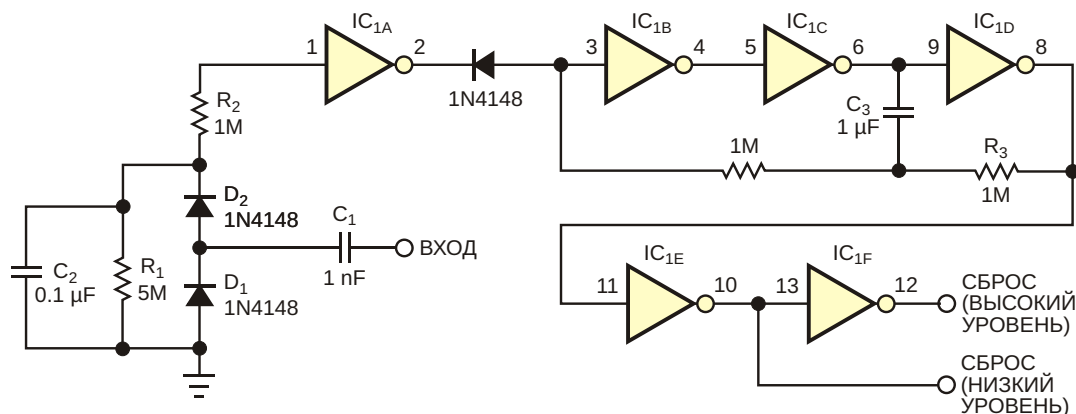 IC1A
IC1B
IC1C
IC1D
1
2
3
4
5
6
9
8
1N4148
R2
1M
C3
1 µF
1M
R3
1M
D2
1N4148
C1
1 nF
ВХОД
C2
0.1 µF
R1
5M
D1
1N4148
IC1E
IC1F
11
10
13
12
СБРОС
(ВЫСОКИЙ
УРОВЕНЬ)
СБРОС
(НИЗКИЙ
УРОВЕНЬ)